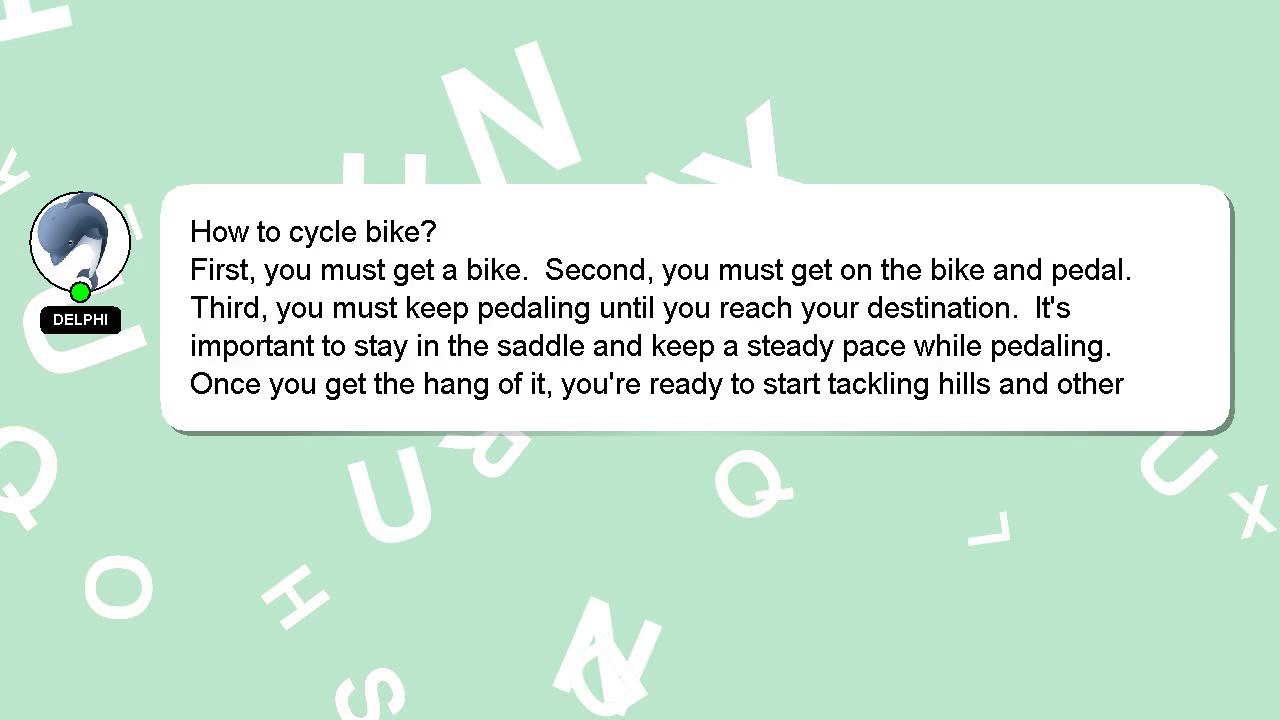 How to cycle bike?
First, you must get a bike.  Second, you must get on the bike and pedal.
Third, you must keep pedaling until you reach your destination.  It's
important to stay in the saddle and keep a steady pace while pedaling.
Once you get the hang of it, you're ready to start tackling hills and other
DELPHI
N
X
U
R
Q
U
Q
U
X
L
O
H
N
S